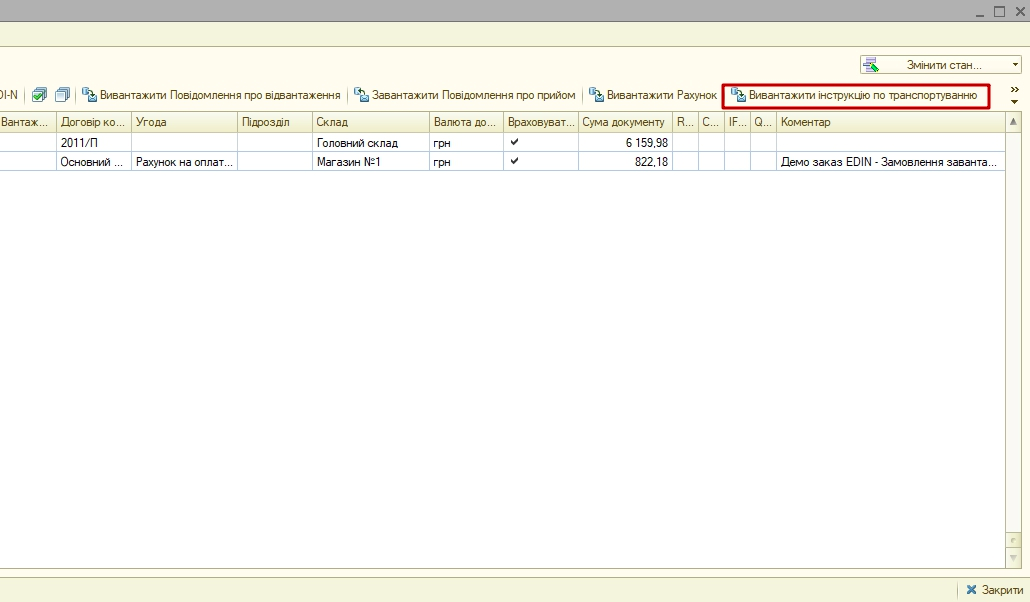 Змінити стан...
DI-N Вивантажити Повідомлення про відвантаження Завантажити Повідомлення про прийом Вивантажити Рахунок Вивантажити інструкцію по транспортуванню
Вантаж... Договір ко... Угода Підрозділ Склад Валюта до... Враховуват... Сума документу R... C... IF... Q... Коментар
2011/П Головний склад грн 6 159,98
Основний ... Рахунок на оплат... Магазин №1 грн 822,18 Демо заказ EDIN - Замовлення заванта...
Закрити